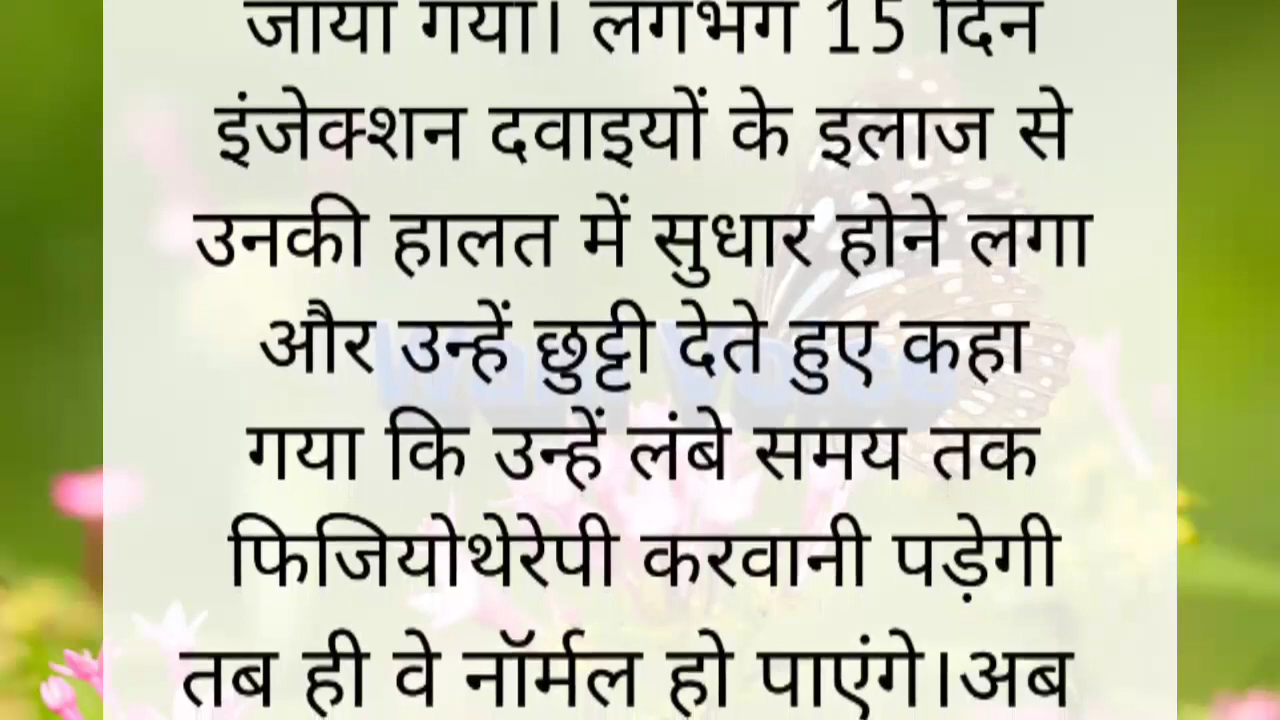 जाया गया। लगभग 15 दिन
इंजेक्शन दवाइयों के इलाज से
उनकी हालत में सुधार होने लगा
और उन्हें छुट्टी देते हुए कहा
गया कि उन्हें लंबे समय तक
फिजियोथेरेपी करवानी पड़ेगी
तब ही वे नॉर्मल हो पाएंगे।अब